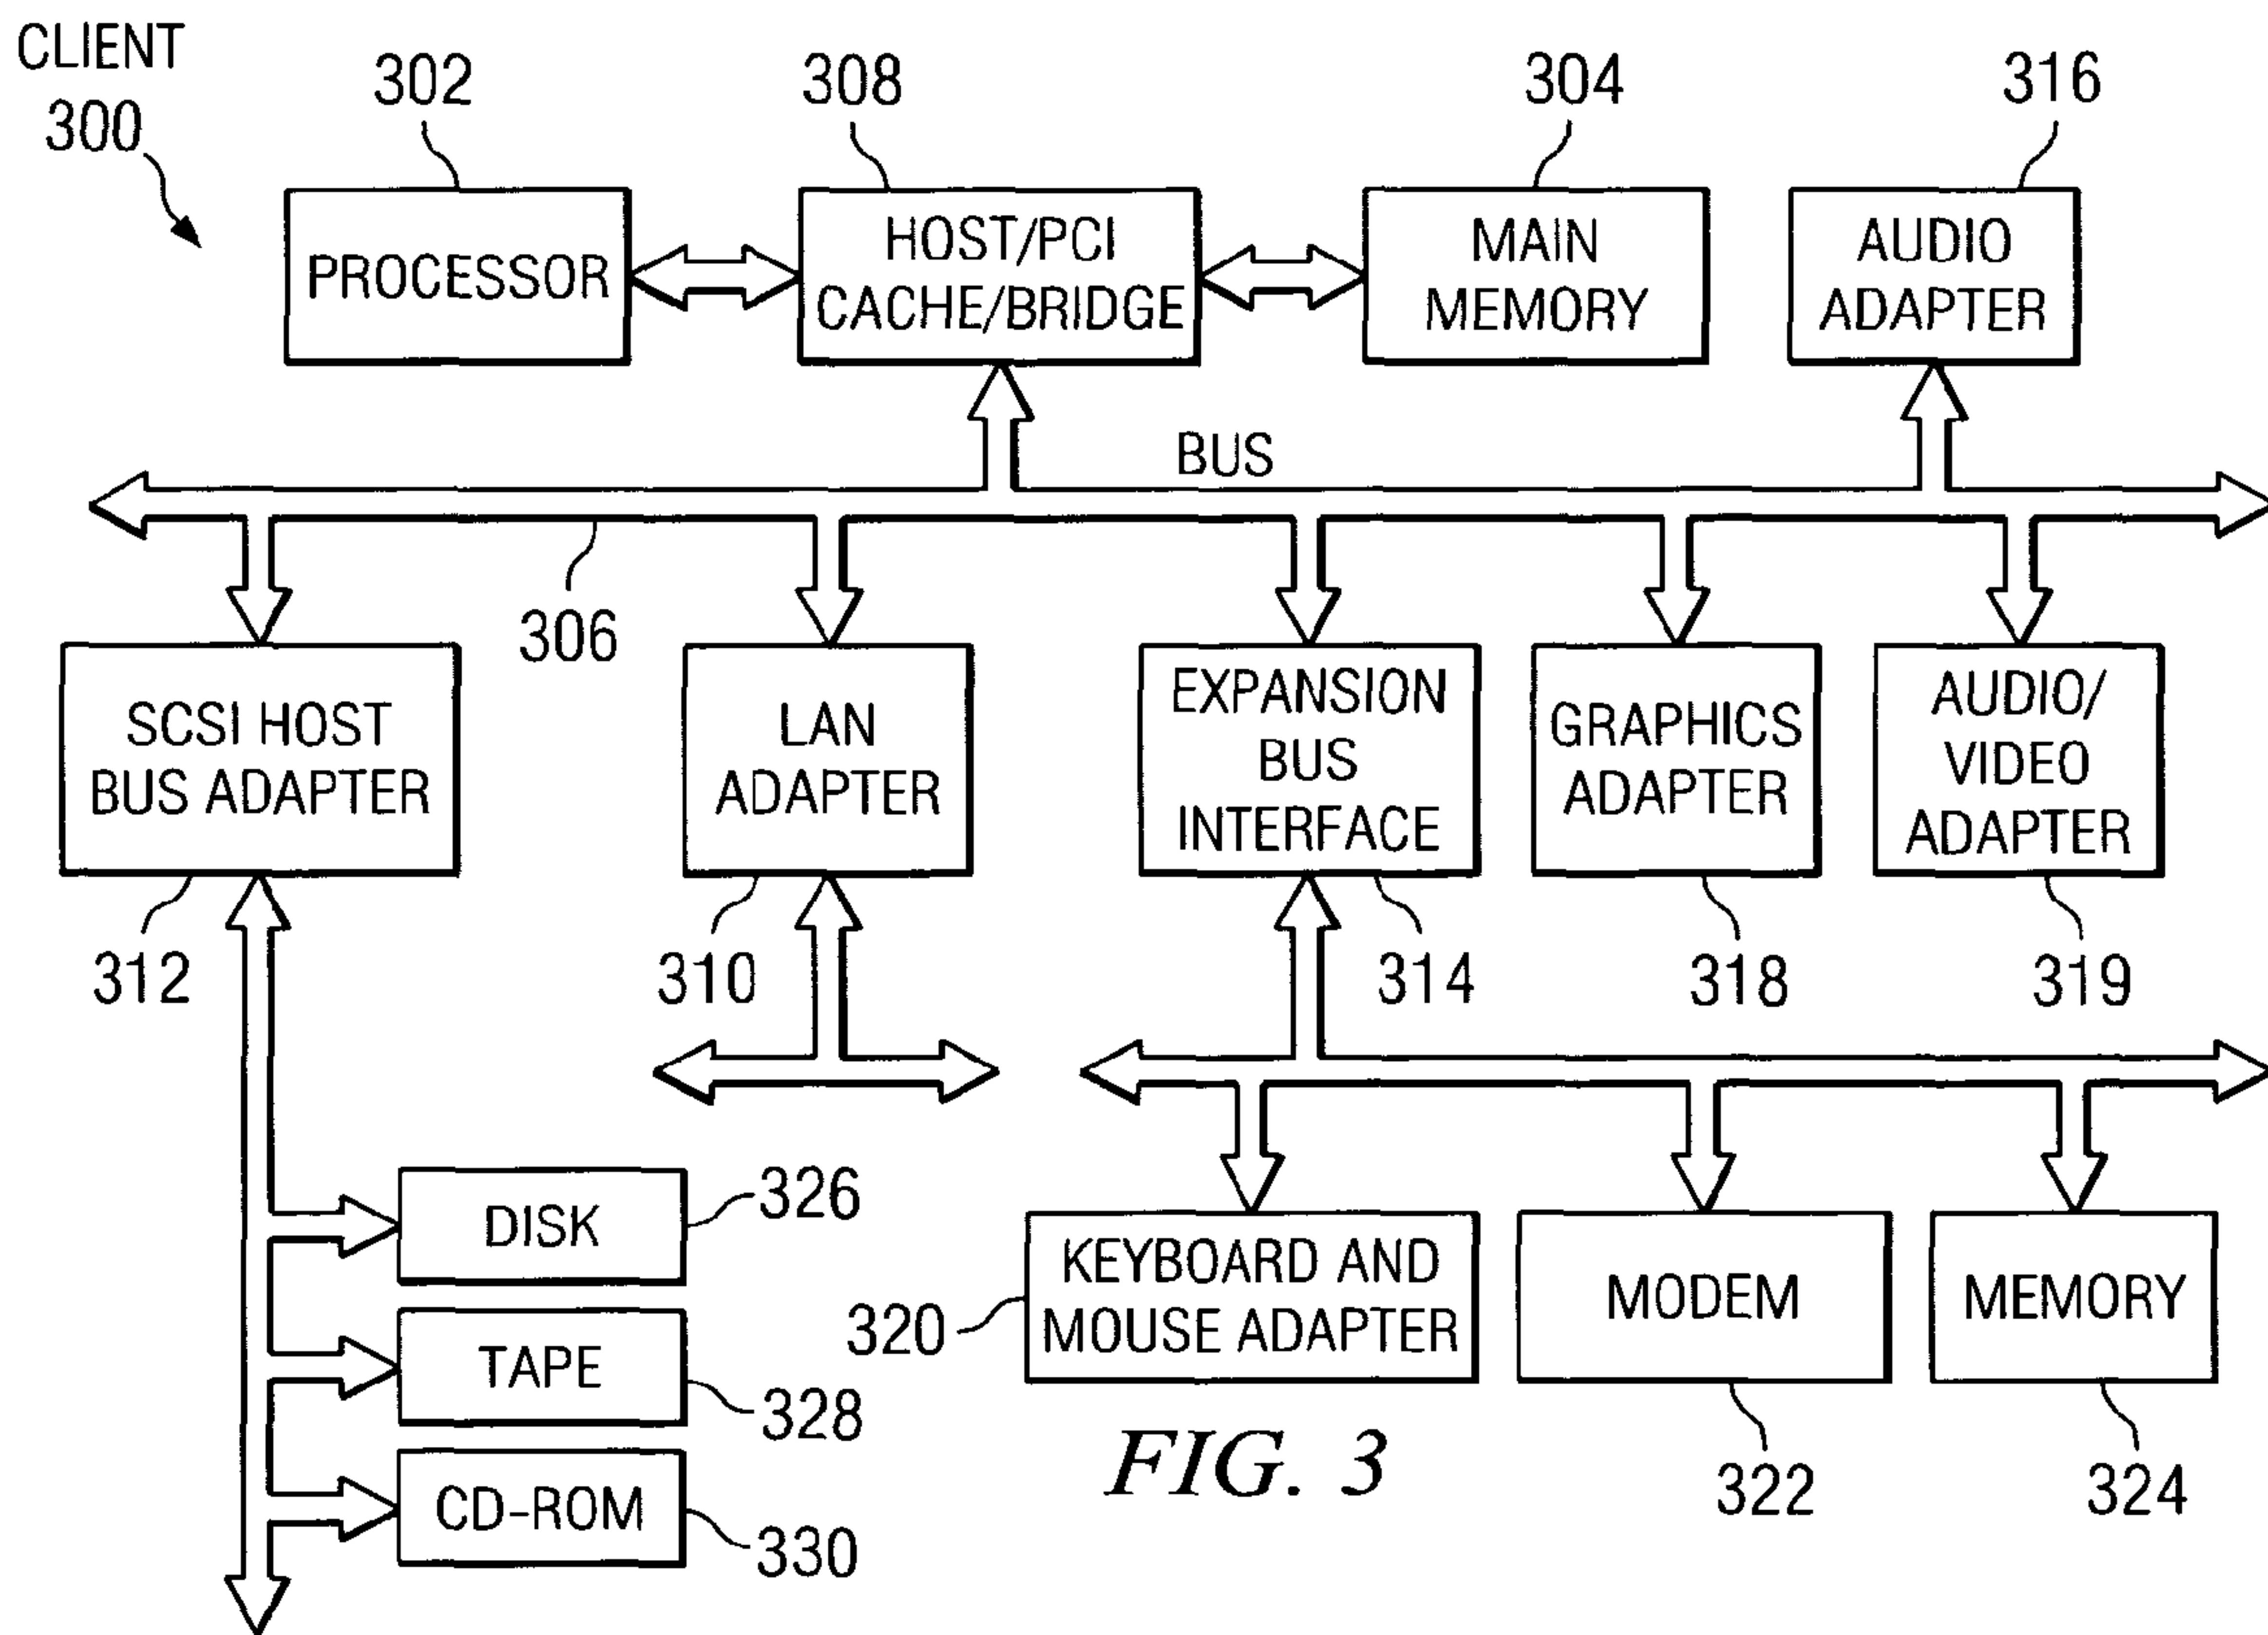 CLIENT
300
302
308
304
316
PROCESSOR
HOST/PCI
CACHE/BRIDGE
MAIN
MEMORY
AUDIO
ADAPTER
BUS
306
SCSI HOST
BUS ADAPTER
LAN
ADAPTER
EXPANSION
BUS
INTERFACE
GRAPHICS
ADAPTER
AUDIO/
VIDEO
ADAPTER
312
310
314
318
319
DISK
326
TAPE
328
CD-ROM
330
320
KEYBOARD AND
MOUSE ADAPTER
MODEM
MEMORY
322
324
FIG. 3